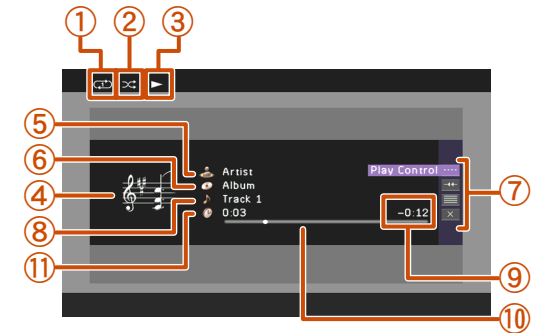 ① ② ③
⑤ Artist Play Control ····
⑥ Album
④ ⑦
⑧ Track 1
⑪ 0:03 −0:12
⑨
⑩